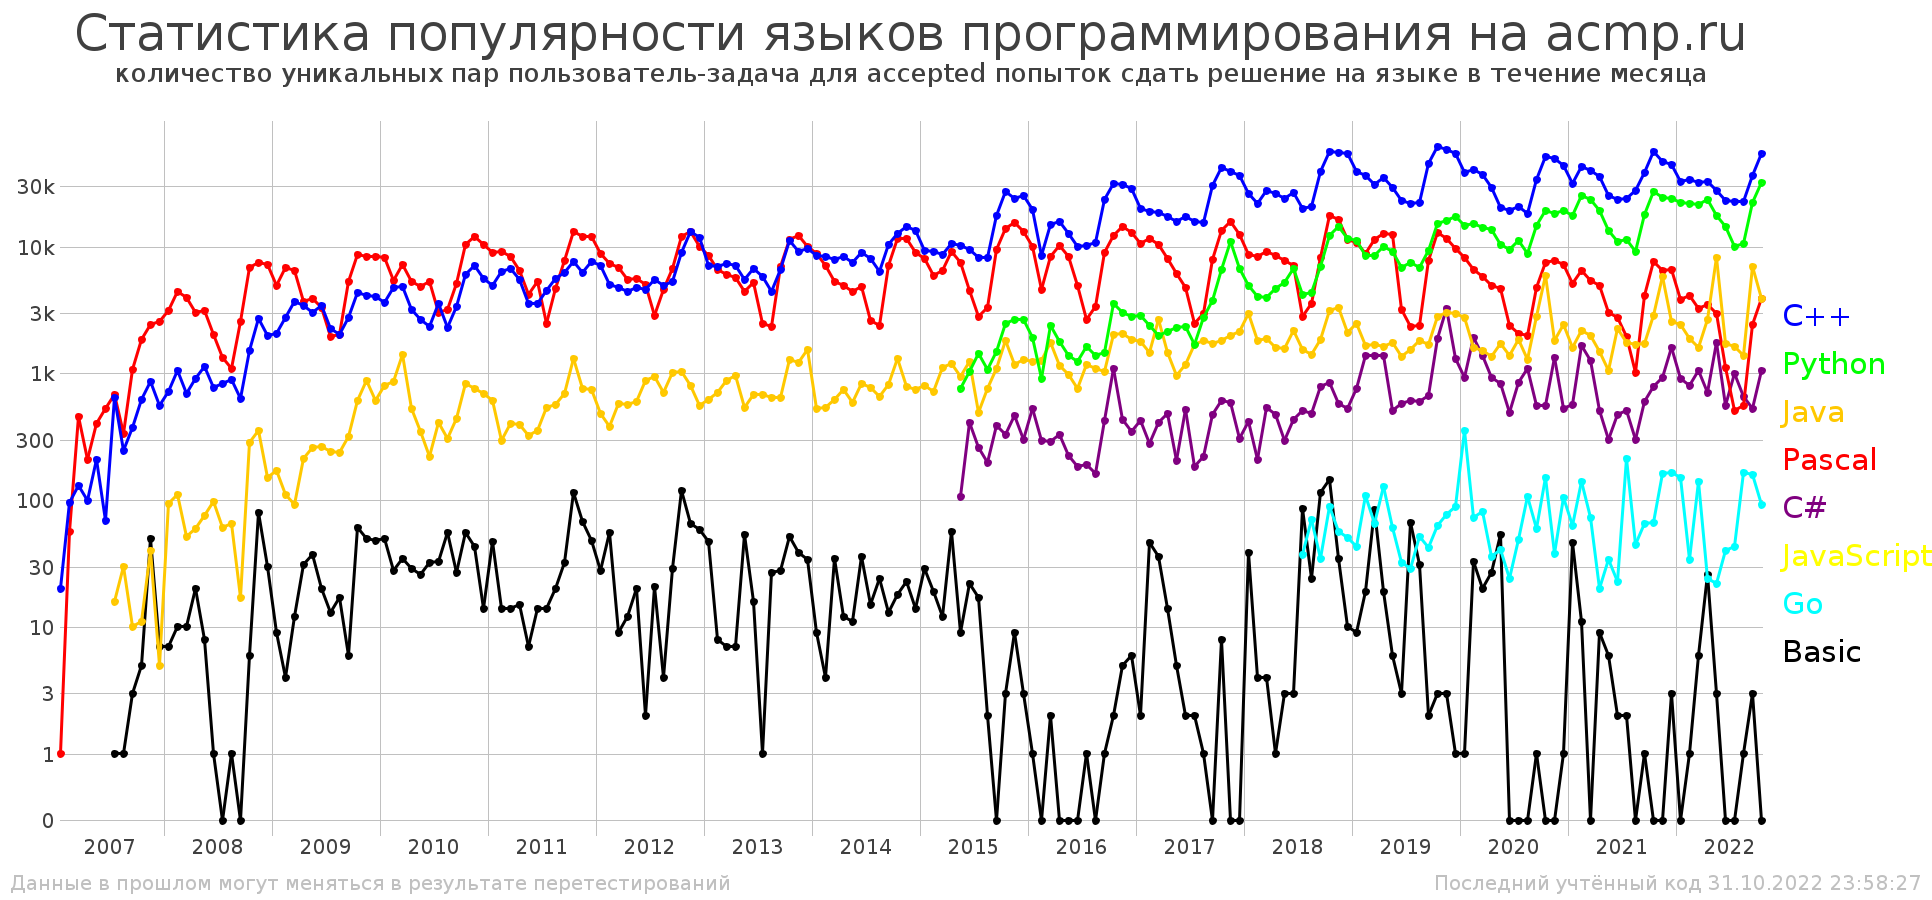 Статистика популярности языков программирования на acmp.ru
количество уникальных пар пользователь-задача для accepted попыток сдать решение на языке в течение месяца
30k
10k
3k
1k
300
100
30
10
3
1
0
C++
Python
Java
Pascal
C#
JavaScript
Go
Basic
2007 2008 2009 2010 2011 2012 2013 2014 2015 2016 2017 2018 2019 2020 2021 2022
Данные в прошлом могут меняться в результате перетестирований
Последний учтённый код 31.10.2022 23:58:27